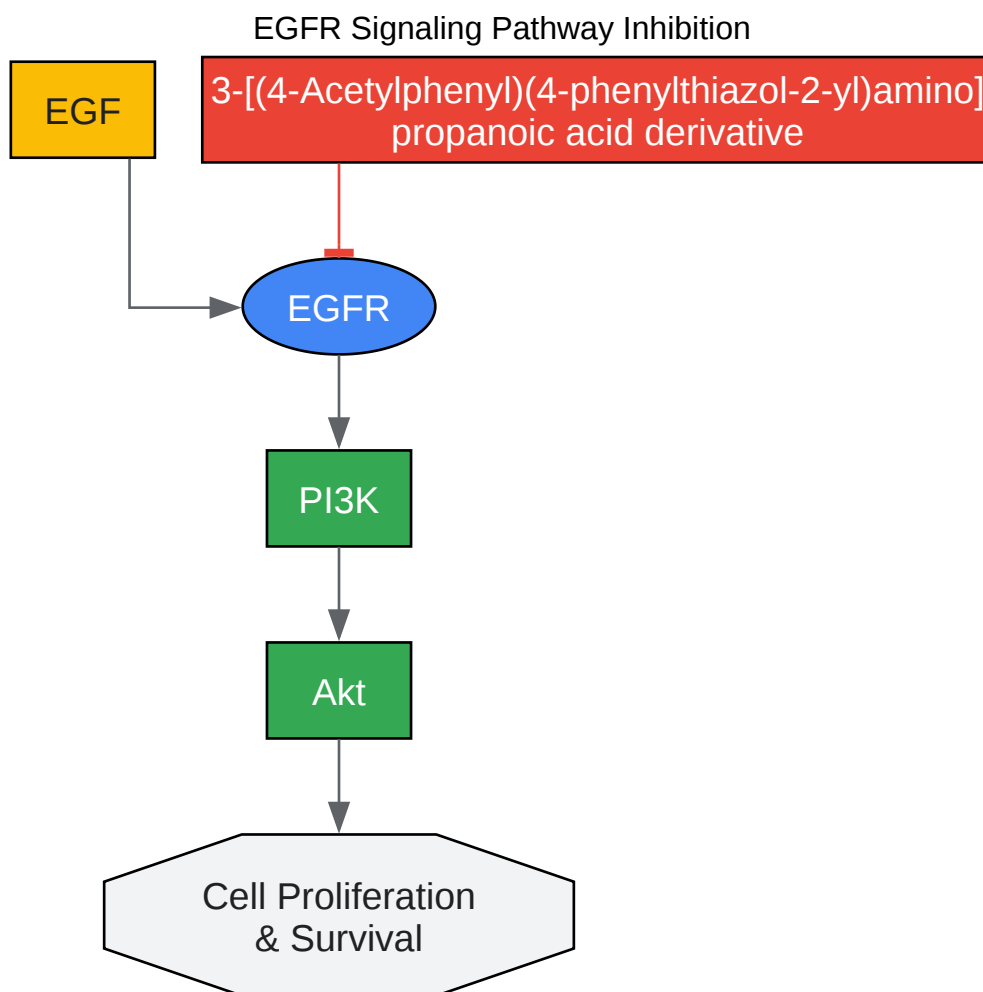 EGFR Signaling Pathway Inhibition
EGF
3-[(4-Acetylphenyl)(4-phenylthiazol-2-yl)amino]
propanoic acid derivative
EGFR
PI3K
Akt
Cell Proliferation
& Survival